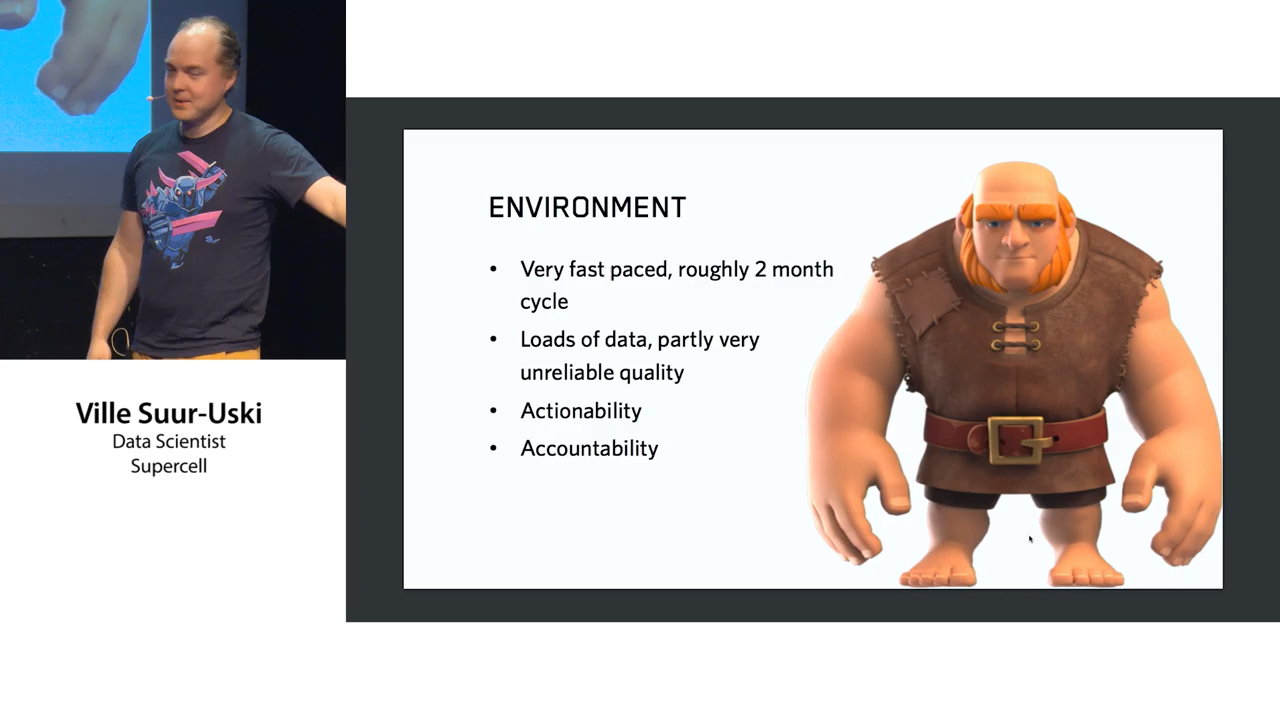 Ville Suur-Uski
Data Scientist
Supercell
ENVIRONMENT
• Very fast paced, roughly 2 month
cycle
• Loads of data, partly very
unreliable quality
• Actionability
• Accountability